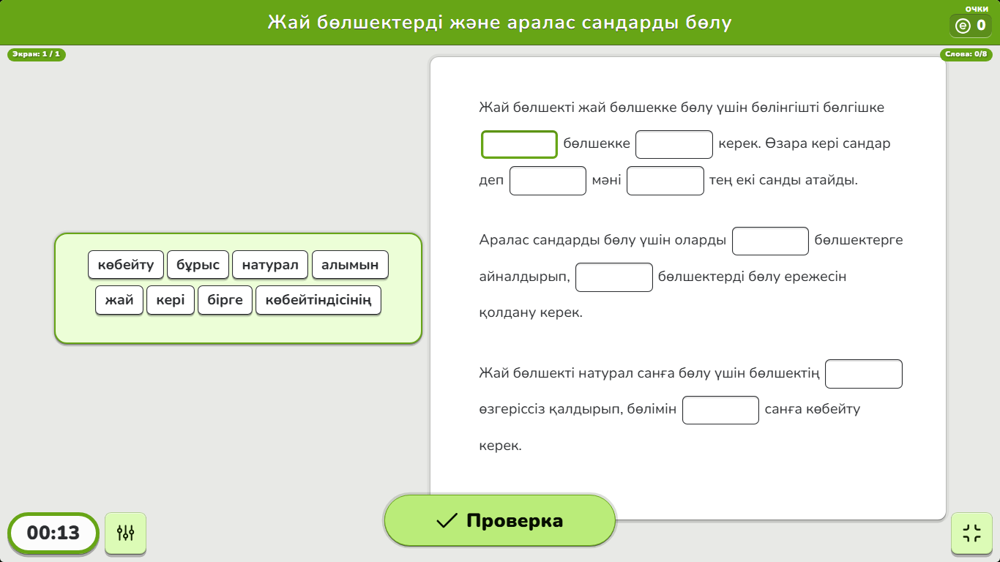 Жай бөлшектерді және аралас сандарды бөлу
очки
0
Экран: 1 / 1
Слова: 0/8
көбейту бұрыс натурал алымын
жай кері бірге көбейтіндісінің
Жай бөлшекті жай бөлшекке бөлу үшін бөлінгішті бөлгішке
бөлшекке керек. Өзара кері сандар
деп мәні тең екі санды атайды.
Аралас сандарды бөлу үшін оларды бөлшектерге
айналдырып, бөлшектерді бөлу ережесін
қолдану керек.
Жай бөлшекті натурал санға бөлу үшін бөлшектің
өзгеріссіз қалдырып, бөлімін санға көбейту
керек.
Проверка
00:13